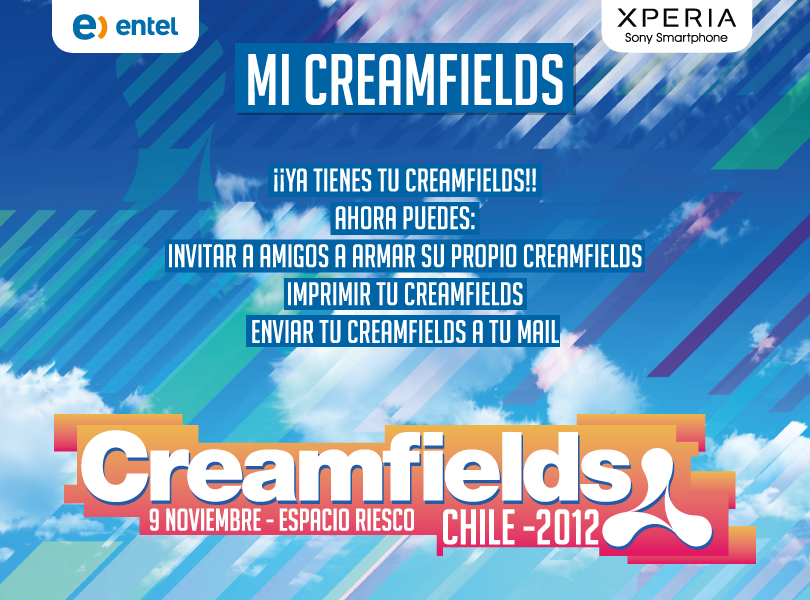 entel
XPERIA
Sony Smartphone
MI CREAMFIELDS
¡¡YA TIENES TU CREAMFIELDS!!
AHORA PUEDES:
INVITAR A AMIGOS A ARMAR SU PROPIO CREAMFIELDS
IMPRIMIR TU CREAMFIELDS
ENVIAR TU CREAMFIELDS A TU MAIL
Creamfields
9 NOVIEMBRE - ESPACIO RIESCO
CHILE -2012